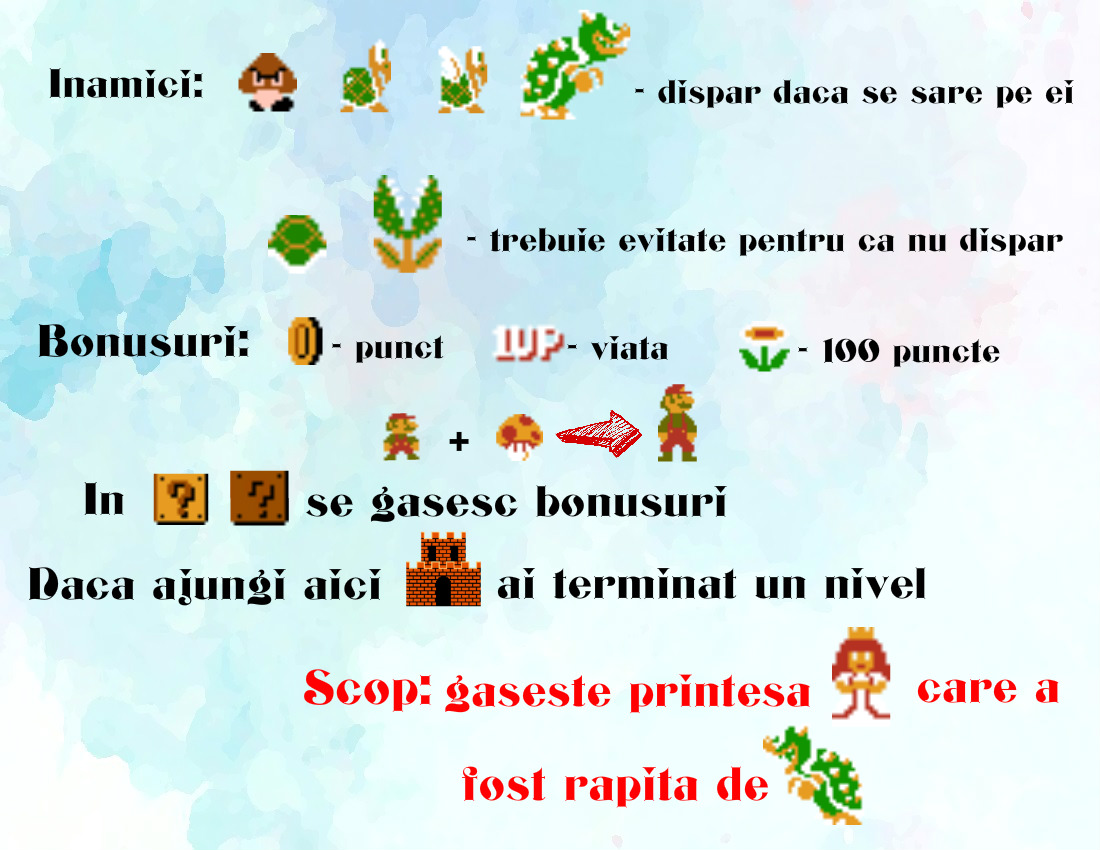 Inamici: - dispar daca se sare pe ei
- trebuie evitate pentru ca nu dispar
Bonusuri: - punct 1UP - viata - 100 puncte
+
In ? ? se gasesc bonusuri
Daca ajungi aici ai terminat un nivel
Scop: gaseste printesa care a
fost rapita de